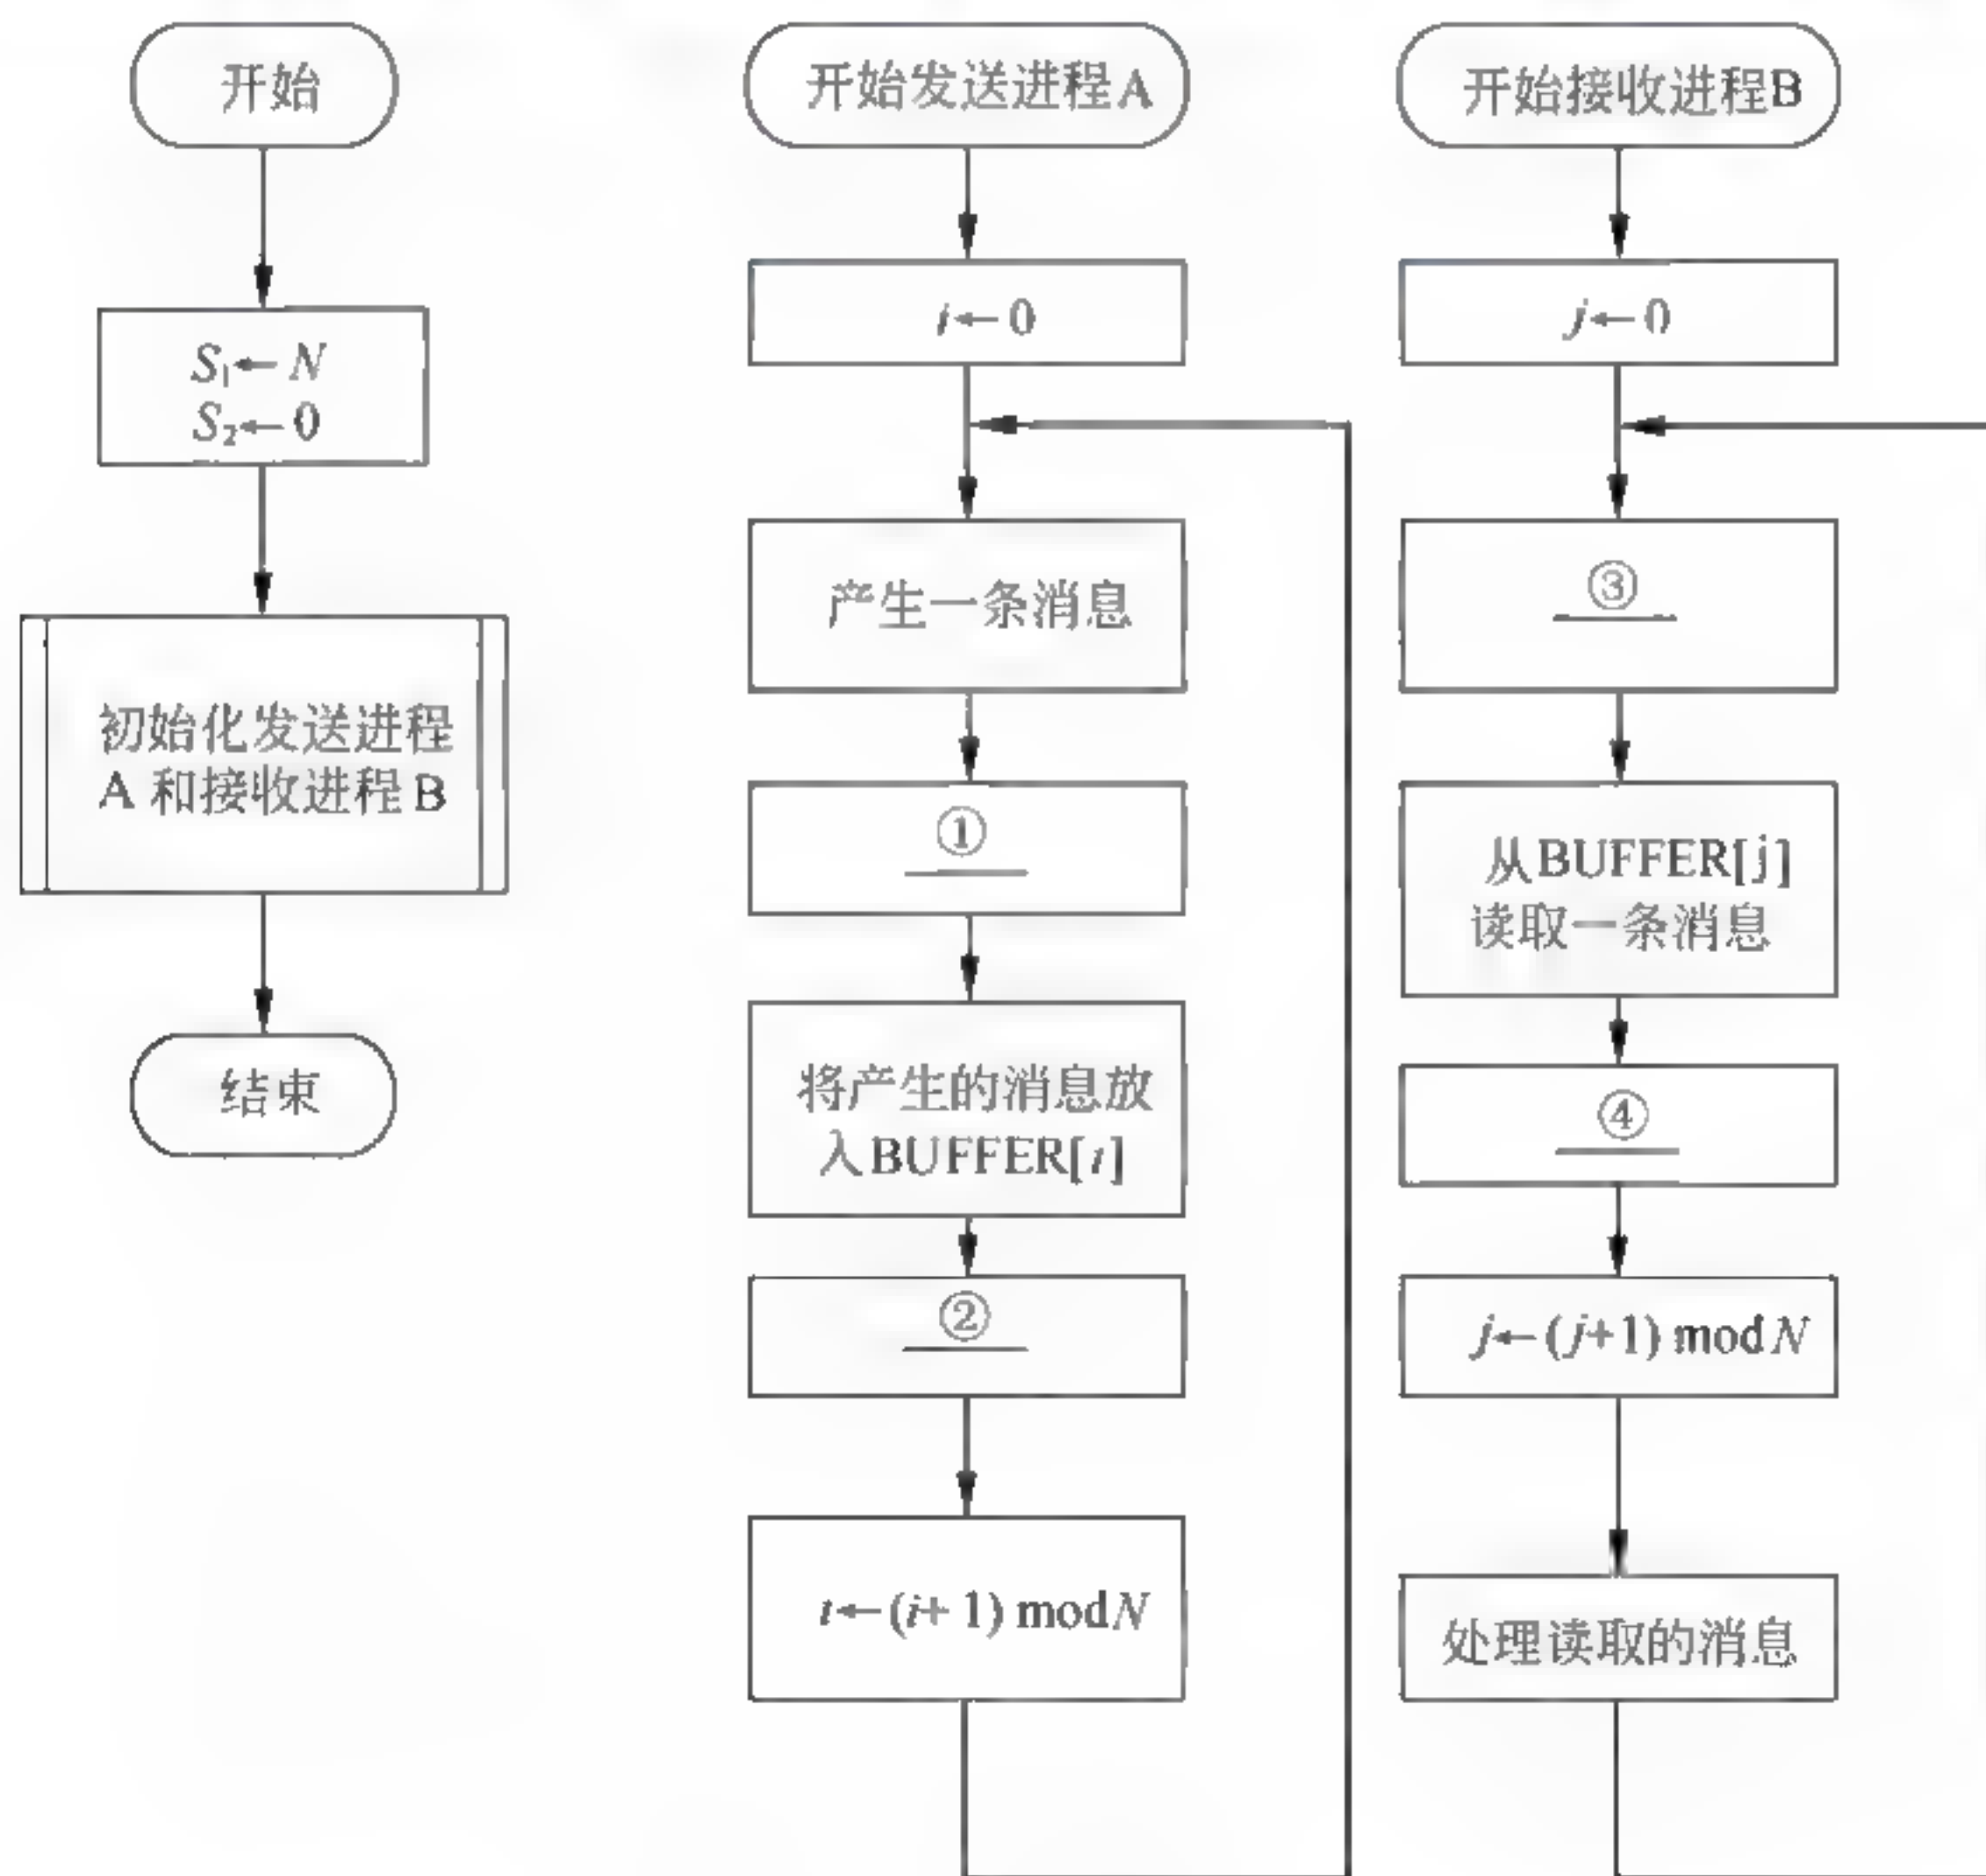 开始
S₁←N
S₂←0
初始化发送进程
A 和接收进程 B
结束
开始发送进程A
i←0
产生一条消息
①
将产生的消息放
入BUFFER[i]
②
i←(i+1) mod N
开始接收进程B
j←0
③
从BUFFER[j]
读取一条消息
④
j←(j+1) mod N
处理读取的消息